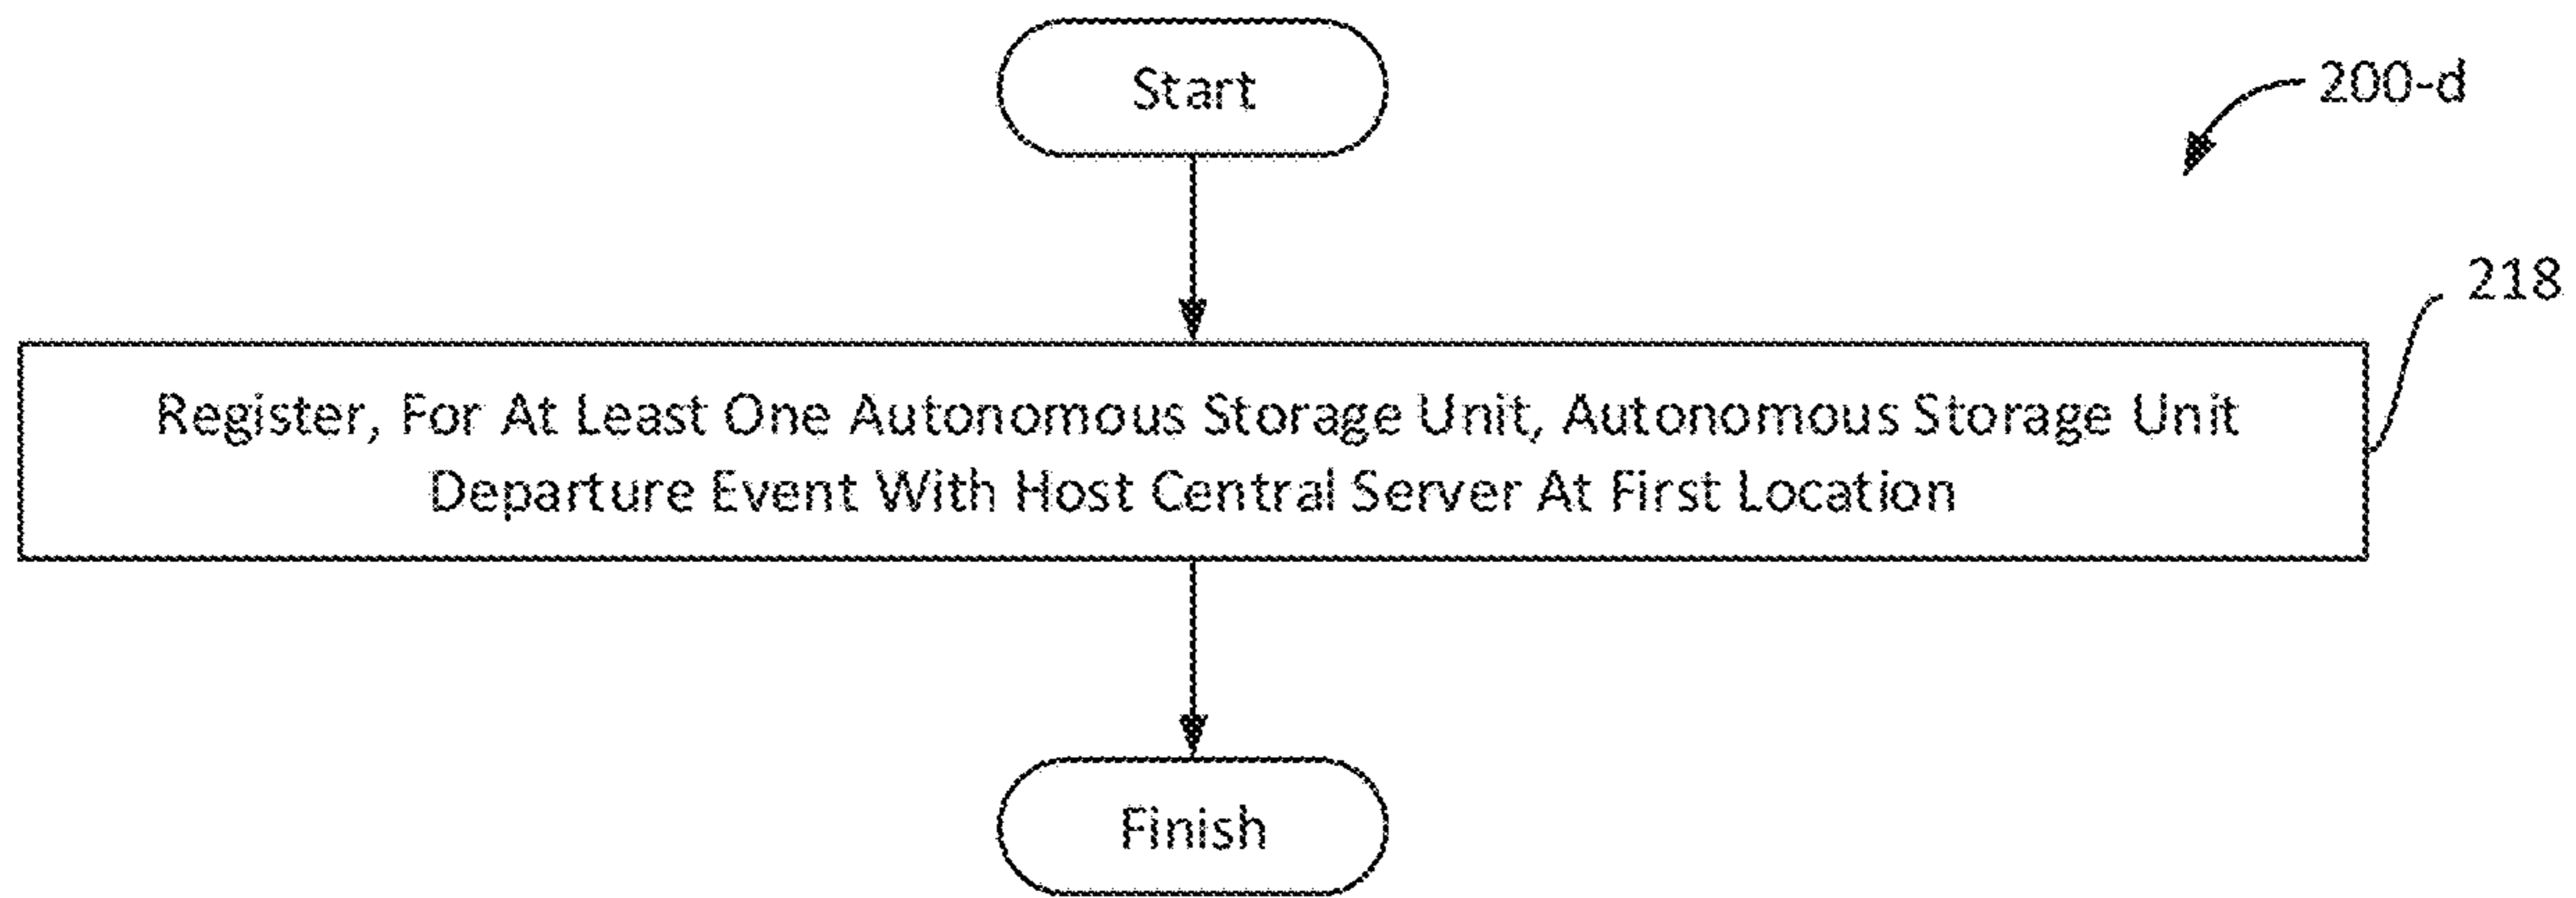 Start
200-d
218
Register, For At Least One Autonomous Storage Unit, Autonomous Storage Unit
Departure Event With Host Central Server At First Location
Finish